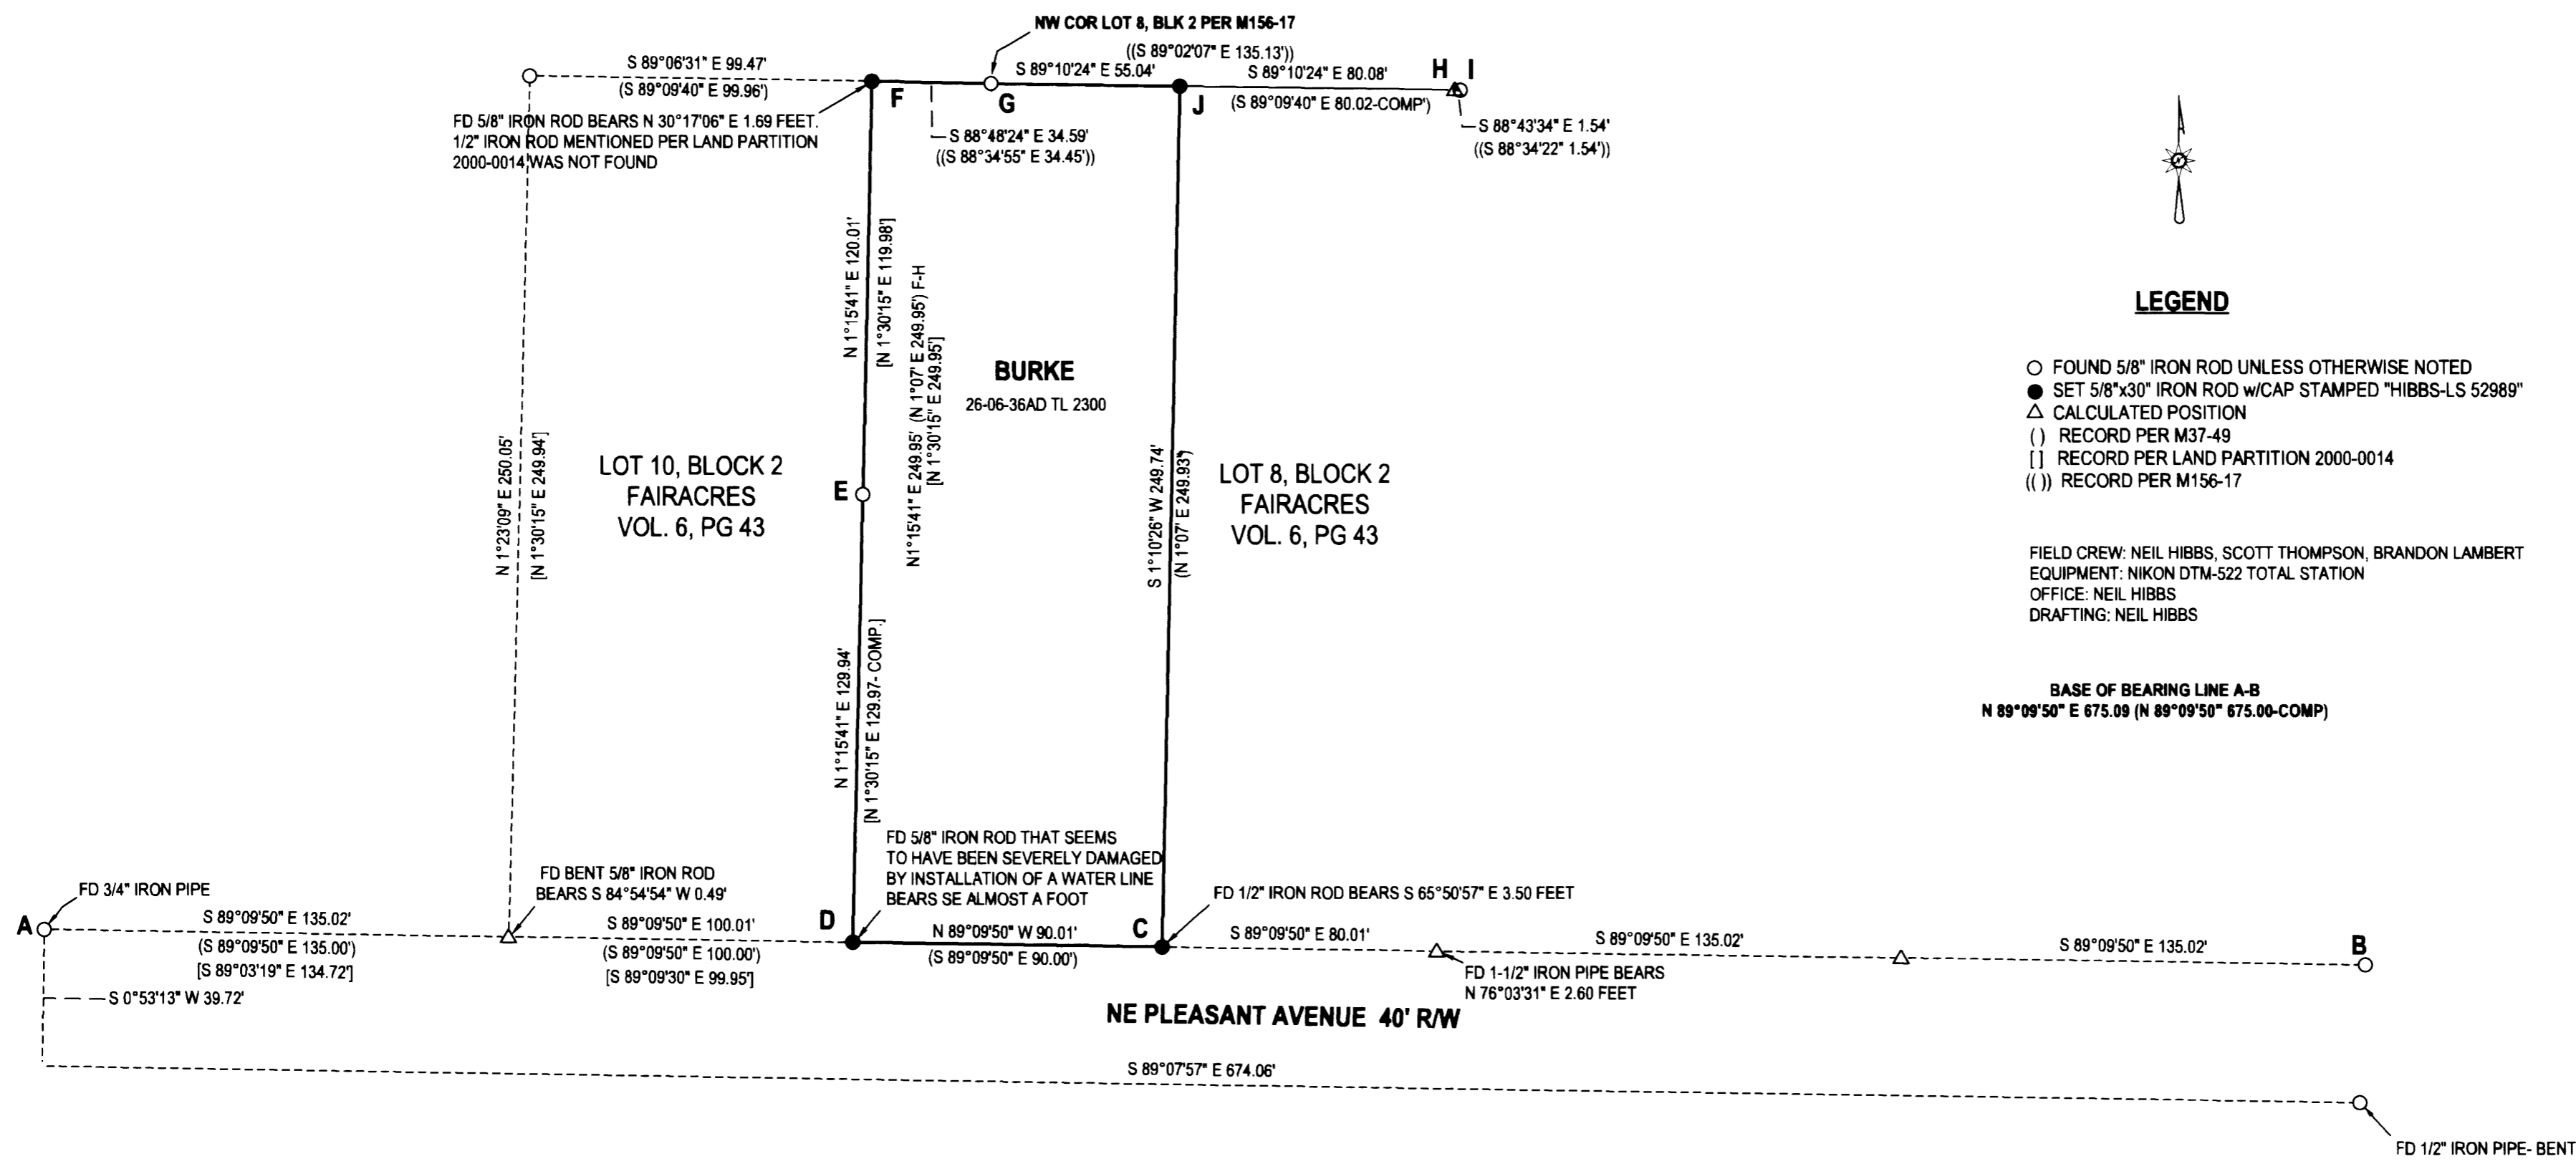 NW COR LOT 8, BLK 2 PER M156-17
((S 89°02'07" E 135.13'))
S 89°06'31" E 99.47'
(S 89°09'40" E 99.96')
S 89°10'24" E 55.04'
S 89°10'24" E 80.08'
(S 89°09'40" E 80.02-COMP')
H I
F
G
J
S 88°48'24" E 34.59'
((S 88°34'55" E 34.45'))
S 88°43'34" E 1.54'
((S 88°34'22" 1.54'))
FD 5/8" IRON ROD BEARS N 30°17'06" E 1.69 FEET.
1/2" IRON ROD MENTIONED PER LAND PARTITION
2000-0014 WAS NOT FOUND
N 1°23'09" E 250.05'
[N 1°30'15" E 249.94']
LOT 10, BLOCK 2
FAIRACRES
VOL. 6, PG 43
N 1°15'41" E 120.01'
[N 1°30'15" E 119.98']
N1°15'41" E 249.95' (N 1°07' E 249.95') F-H
[N 1°30'15" E 249.95']
BURKE
26-06-36AD TL 2300
E
N 1°15'41" E 129.94'
[N 1°30'15" E 129.97- COMP.]
S 1°10'26" W 249.74'
(N 1°07' E 249.93')
LOT 8, BLOCK 2
FAIRACRES
VOL. 6, PG 43
LEGEND
FOUND 5/8" IRON ROD UNLESS OTHERWISE NOTED
SET 5/8"x30" IRON ROD w/CAP STAMPED "HIBBS-LS 52989"
CALCULATED POSITION
( ) RECORD PER M37-49
[ ] RECORD PER LAND PARTITION 2000-0014
(( )) RECORD PER M156-17
FIELD CREW: NEIL HIBBS, SCOTT THOMPSON, BRANDON LAMBERT
EQUIPMENT: NIKON DTM-522 TOTAL STATION
OFFICE: NEIL HIBBS
DRAFTING: NEIL HIBBS
BASE OF BEARING LINE A-B
N 89°09'50" E 675.09 (N 89°09'50" 675.00-COMP)
FD 3/4" IRON PIPE
A
S 89°09'50" E 135.02'
(S 89°09'50" E 135.00')
[S 89°03'19" E 134.72']
S 0°53'13" W 39.72'
FD BENT 5/8" IRON ROD
BEARS S 84°54'54" W 0.49'
S 89°09'50" E 100.01'
(S 89°09'50" E 100.00')
[S 89°09'30" E 99.95']
FD 5/8" IRON ROD THAT SEEMS
TO HAVE BEEN SEVERELY DAMAGED
BY INSTALLATION OF A WATER LINE
BEARS SE ALMOST A FOOT
D
N 89°09'50" W 90.01'
(S 89°09'50" E 90.00')
C
FD 1/2" IRON ROD BEARS S 65°50'57" E 3.50 FEET
S 89°09'50" E 80.01'
FD 1-1/2" IRON PIPE BEARS
N 76°03'31" E 2.60 FEET
S 89°09'50" E 135.02'
S 89°09'50" E 135.02'
B
NE PLEASANT AVENUE 40' R/W
S 89°07'57" E 674.06'
FD 1/2" IRON PIPE- BENT